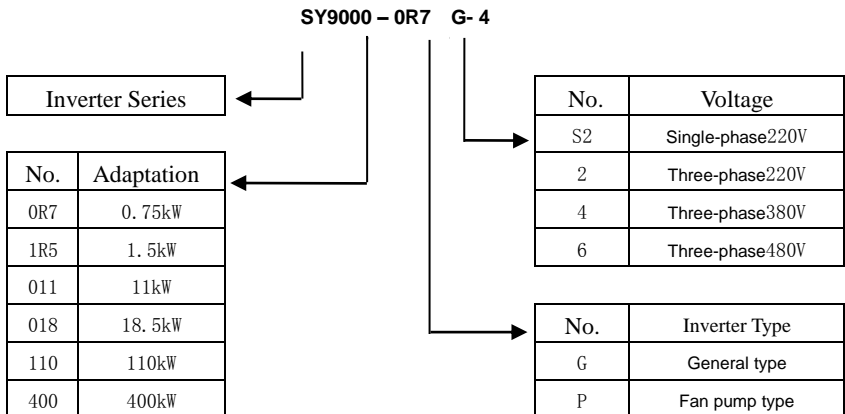 SY9000 – 0R7 G- 4
Inverter Series
No. Adaptation
0R7 0.75kW
1R5 1.5kW
011 11kW
018 18.5kW
110 110kW
400 400kW
No. Voltage
S2 Single-phase220V
2 Three-phase220V
4 Three-phase380V
6 Three-phase480V
No. Inverter Type
G General type
P Fan pump type